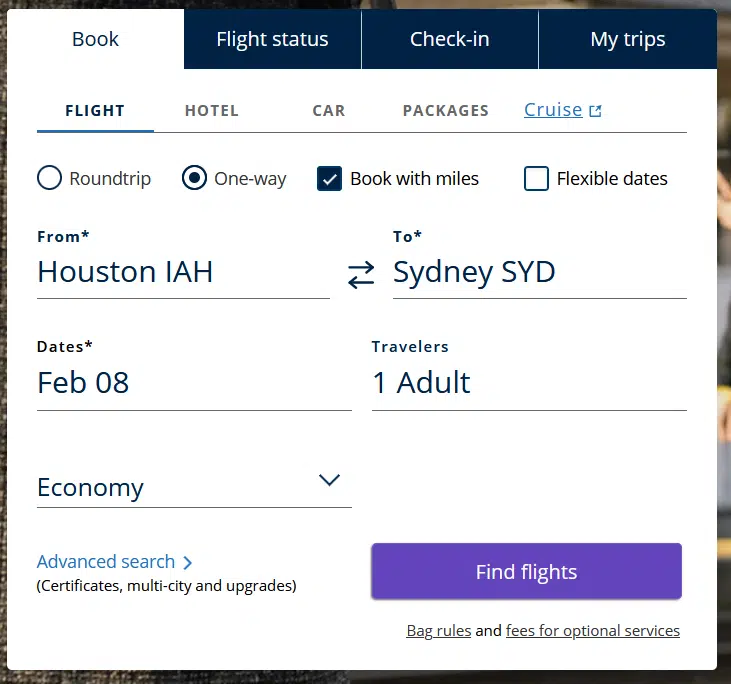 Book Flight status Check-in My trips
FLIGHT HOTEL CAR PACKAGES Cruise
Roundtrip One-way Book with miles Flexible dates
From* To*
Houston IAH Sydney SYD
Dates* Travelers
Feb 08 1 Adult
Economy
Advanced search
(Certificates, multi-city and upgrades)
Find flights
Bag rules and fees for optional services